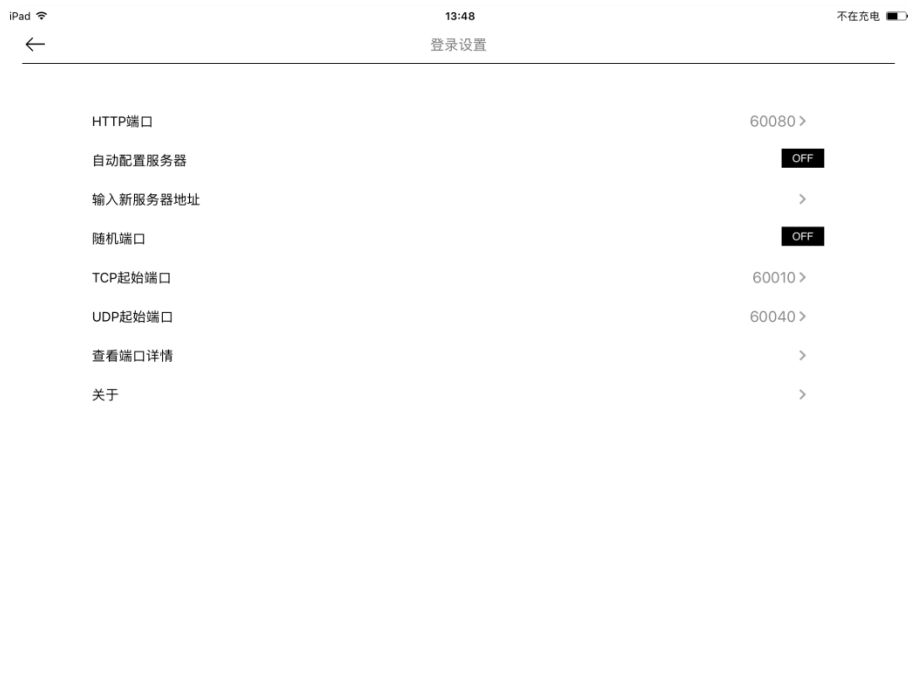 iPad 13:48 不在充电
登录设置
HTTP端口 60080
自动配置服务器 OFF
输入新服务器地址
随机端口 OFF
TCP起始端口 60010
UDP起始端口 60040
查看端口详情
关于